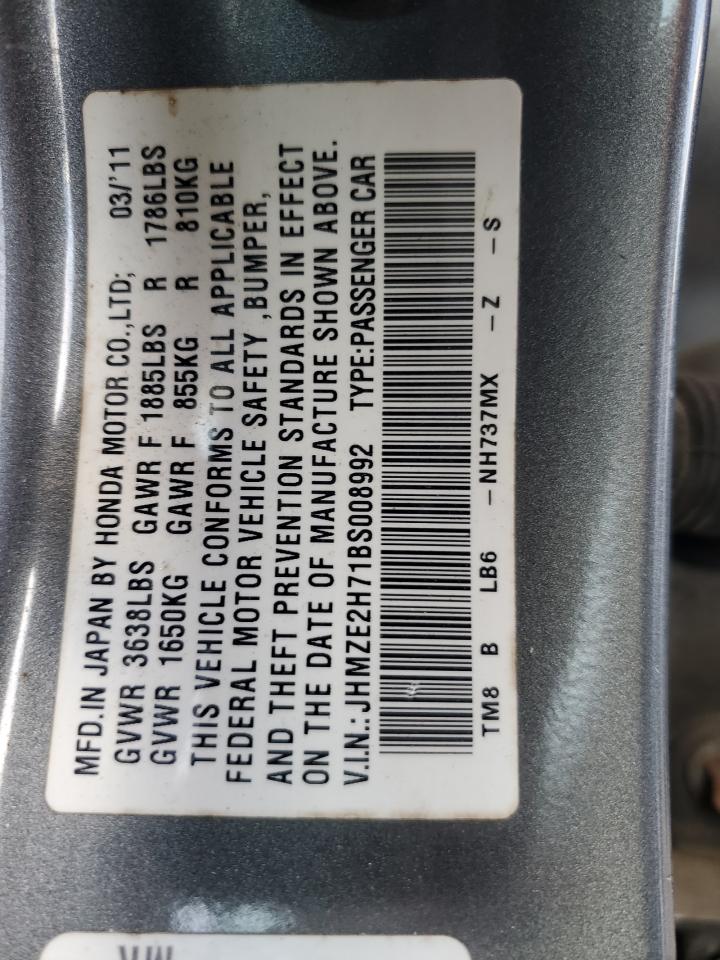 MFD.IN JAPAN BY HONDA MOTOR CO.,LTD; 03/'11
GVWR 3638LBS GAWR F 1885LBS R 1786LBS
GVWR 1650KG GAWR F 855KG R 810KG
THIS VEHICLE CONFORMS TO ALL APPLICABLE
FEDERAL MOTOR VEHICLE SAFETY ,BUMPER,
AND THEFT PREVENTION STANDARDS IN EFFECT
ON THE DATE OF MANUFACTURE SHOWN ABOVE.
V.I.N.:JHMZE2H71BS008992 TYPE:PASSENGER CAR
TM8 B LB6 -NH737MX -Z -S